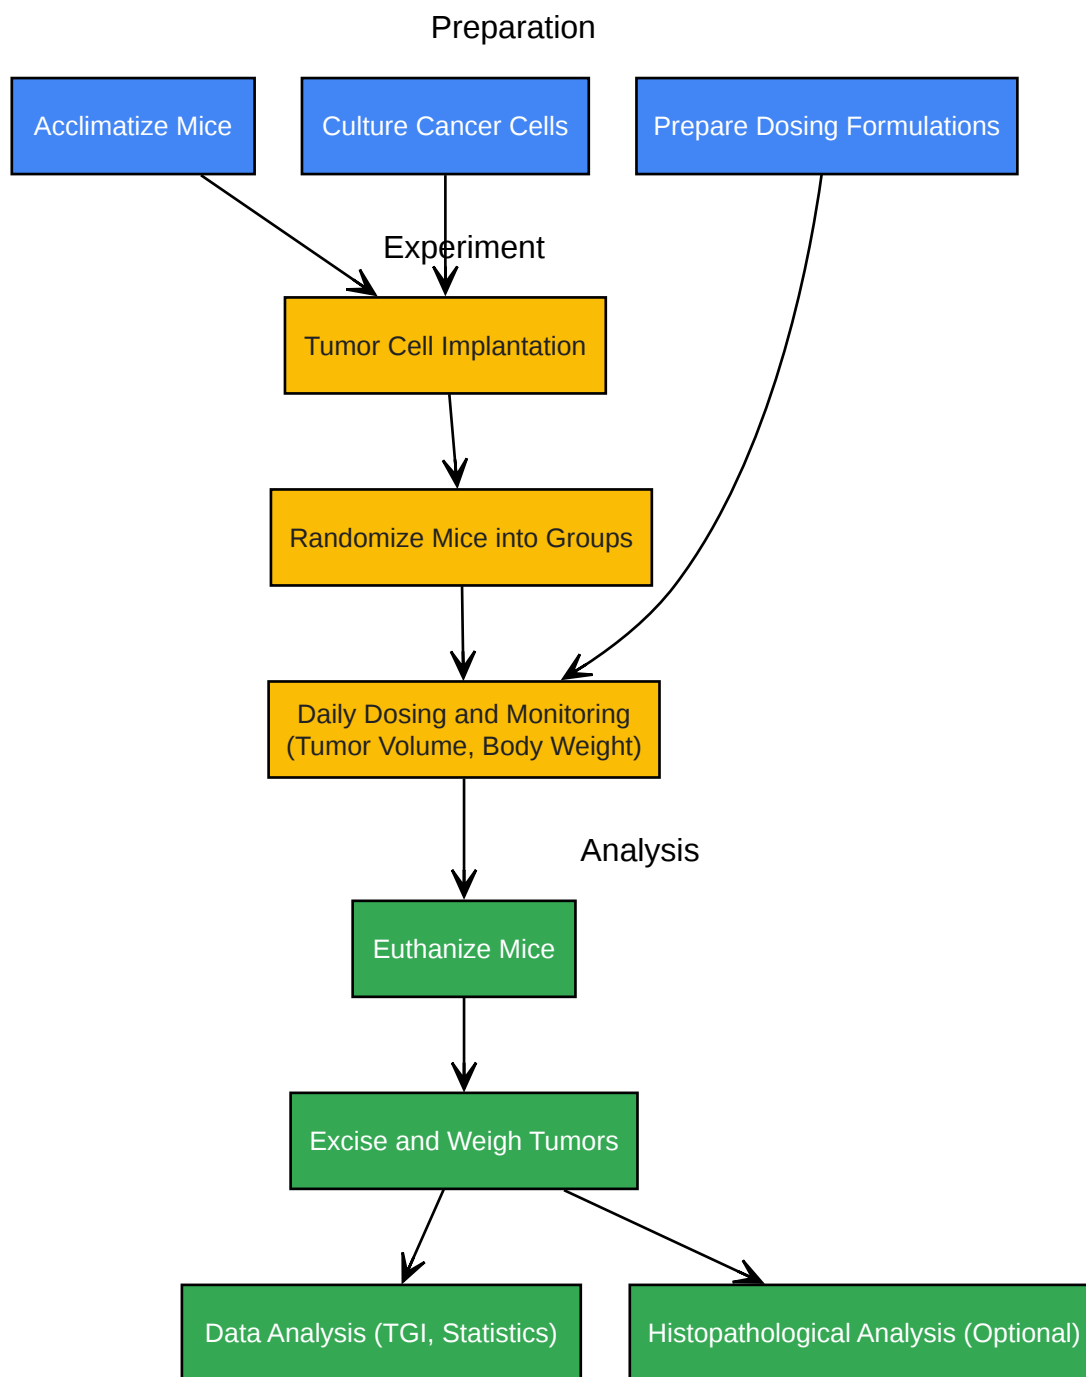 Preparation
Acclimatize Mice
Culture Cancer Cells
Prepare Dosing Formulations
Experiment
Tumor Cell Implantation
Randomize Mice into Groups
Daily Dosing and Monitoring
(Tumor Volume, Body Weight)
Analysis
Euthanize Mice
Excise and Weigh Tumors
Data Analysis (TGI, Statistics)
Histopathological Analysis (Optional)